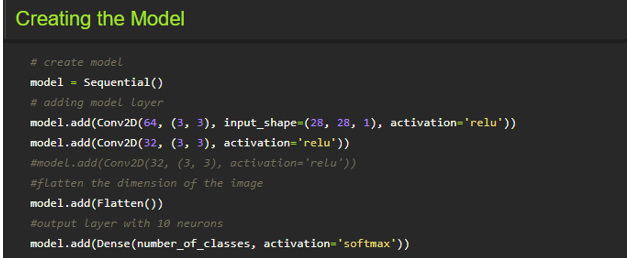 Creating the Model
# create model
model = Sequential()
# adding model layer
model.add(Conv2D(64, (3, 3), input_shape=(28, 28, 1), activation='relu'))
model.add(Conv2D(32, (3, 3), activation='relu'))
#model.add(Conv2D(32, (3, 3), activation='relu'))
#flatten the dimension of the image
model.add(Flatten())
#output layer with 10 neurons
model.add(Dense(number_of_classes, activation='softmax'))